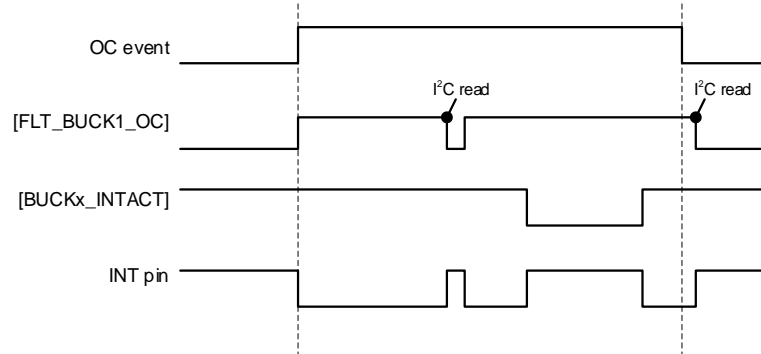 OC event
I²C read
I²C read
[FLT_BUCK1_OC]
[BUCKx_INTACT]
INT pin